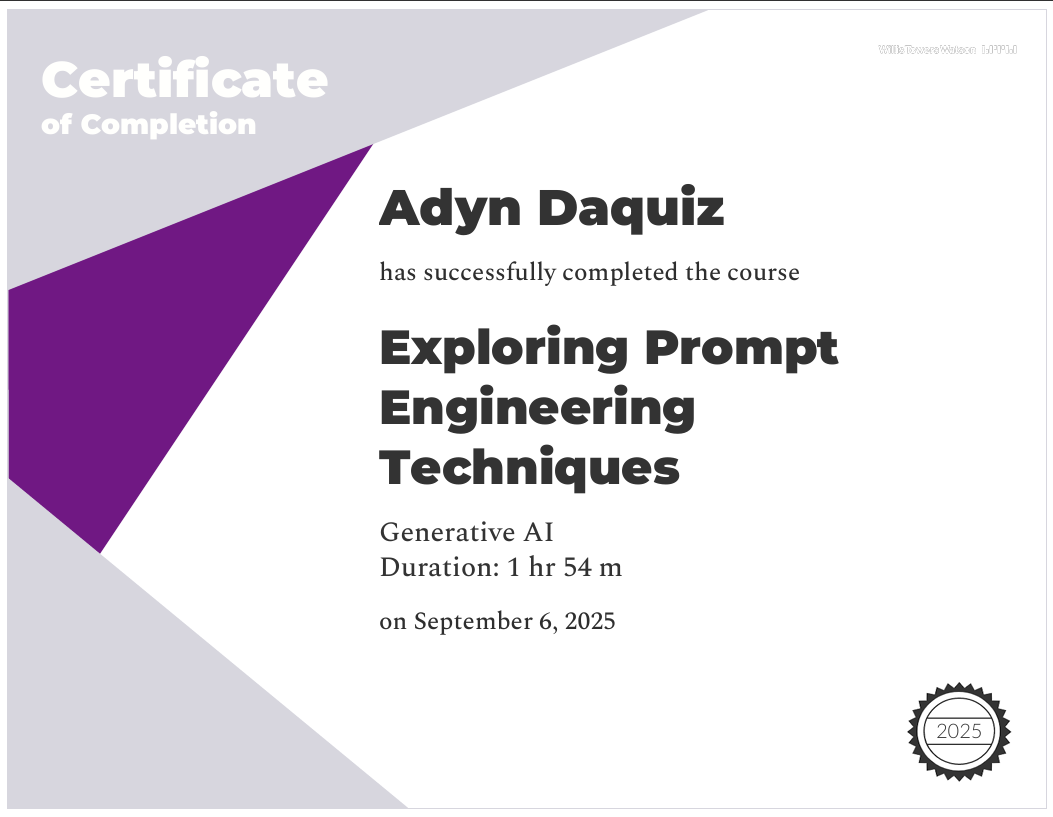 Certificate
of Completion
WillisTowersWatson
Adyn Daquiz
has successfully completed the course
Exploring Prompt
Engineering
Techniques
Generative AI
Duration: 1 hr 54 m
on September 6, 2025
2025